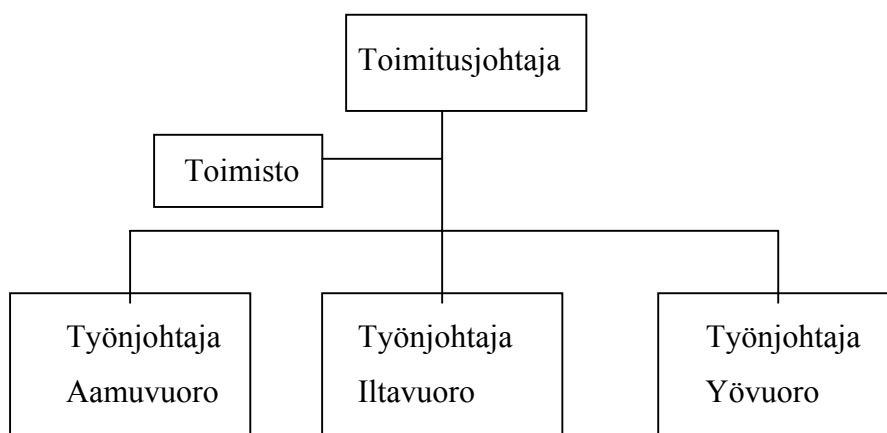 Toimitusjohtaja
Toimisto
Työnjohtaja
Aamuvuoro
Työnjohtaja
Iltavuoro
Työnjohtaja
Yövuoro